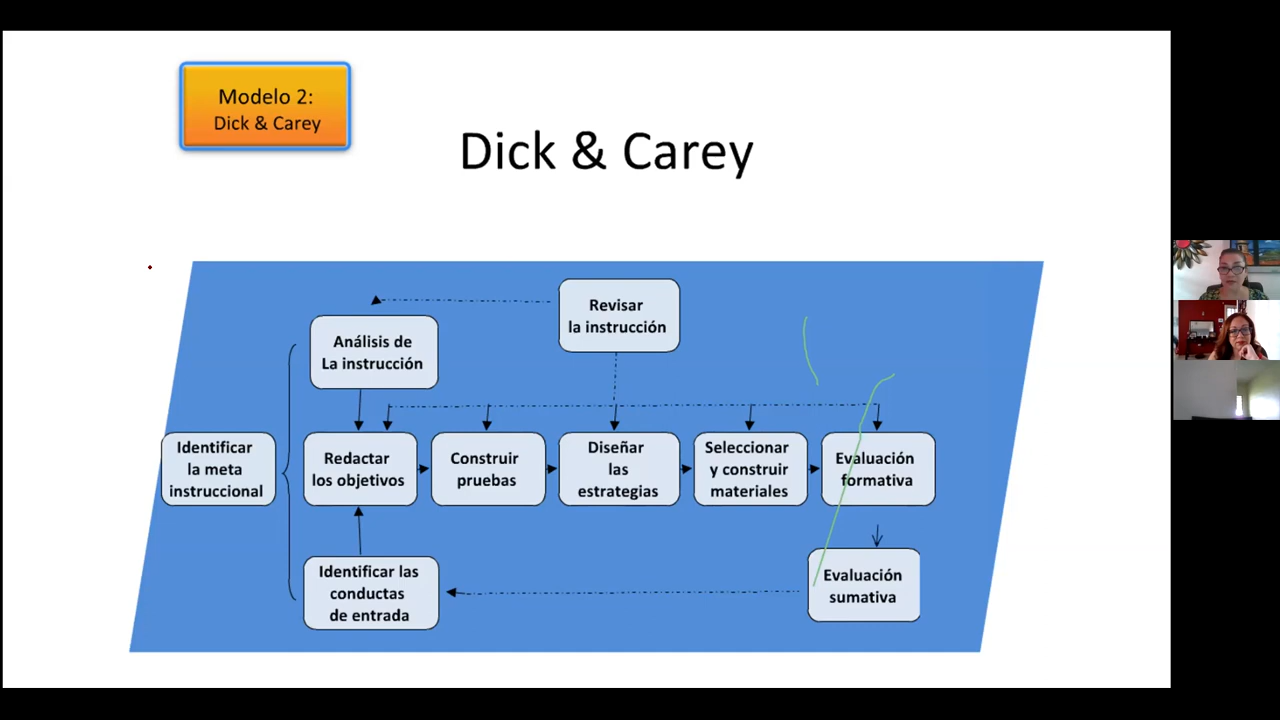 Modelo 2:
Dick & Carey
Dick & Carey
Revisar
la instrucción
Análisis de
La instrucción
Identificar
la meta
instruccional
Redactar
los objetivos
Construir
pruebas
Diseñar
las
estrategias
Seleccionar
y construir
materiales
Evaluación
formativa
Identificar las
conductas
de entrada
Evaluación
sumativa